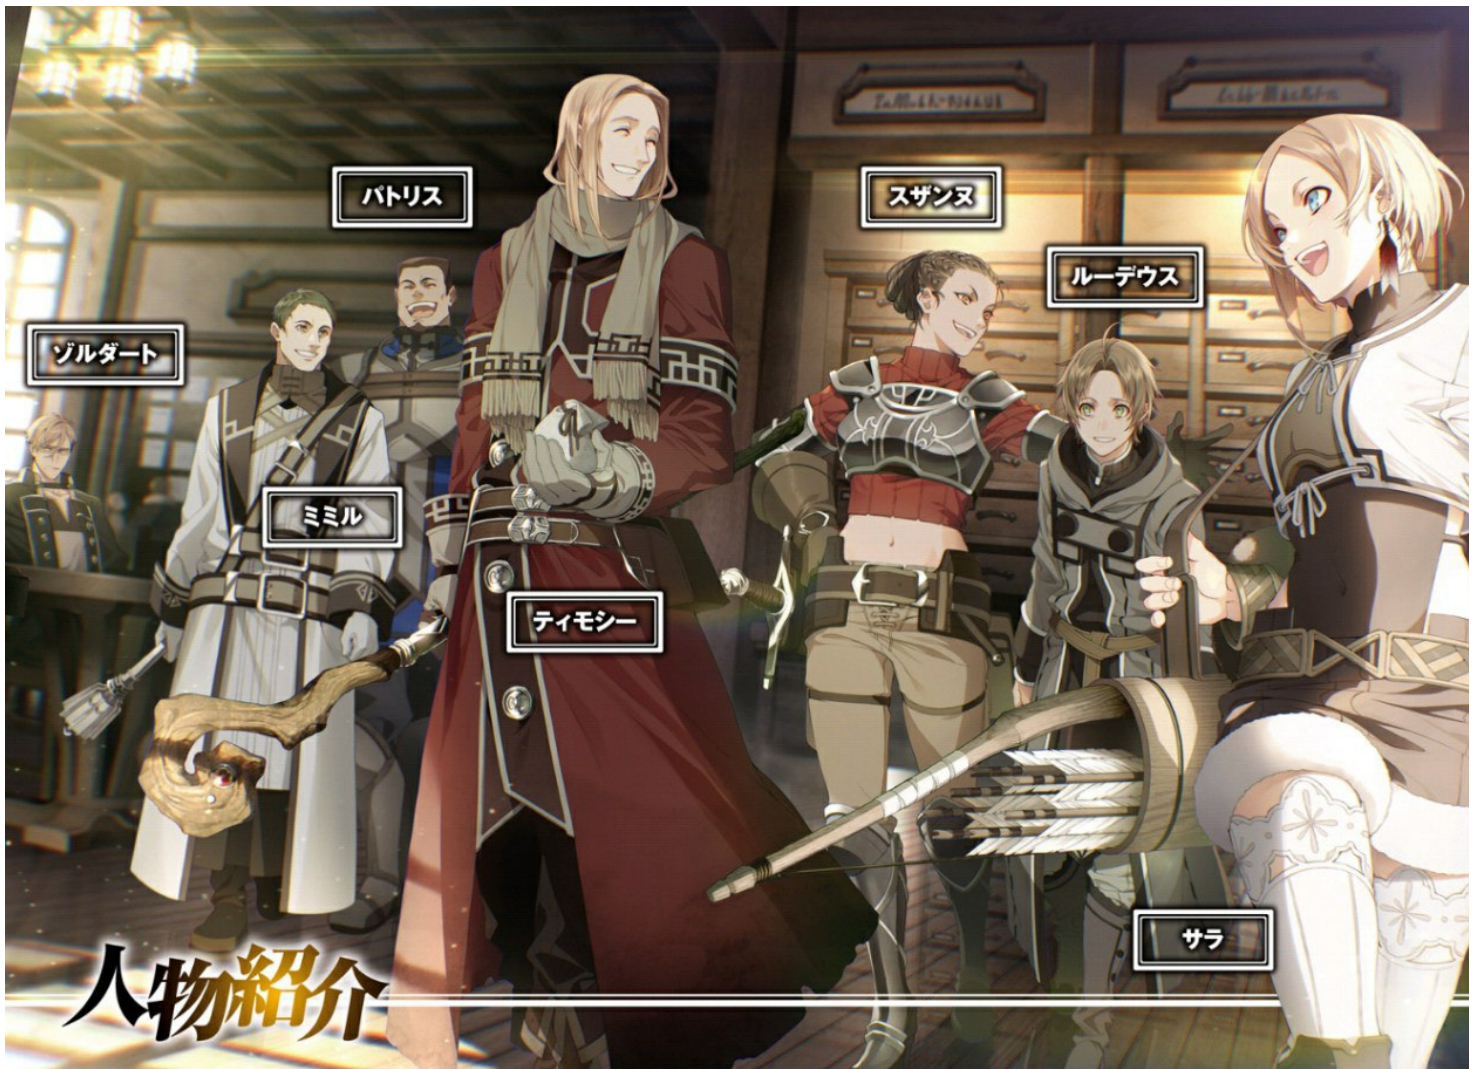 パトリス
スザンヌ
ルーデウス
ゾルダート
ミミル
ティモシー
サラ
人物紹介